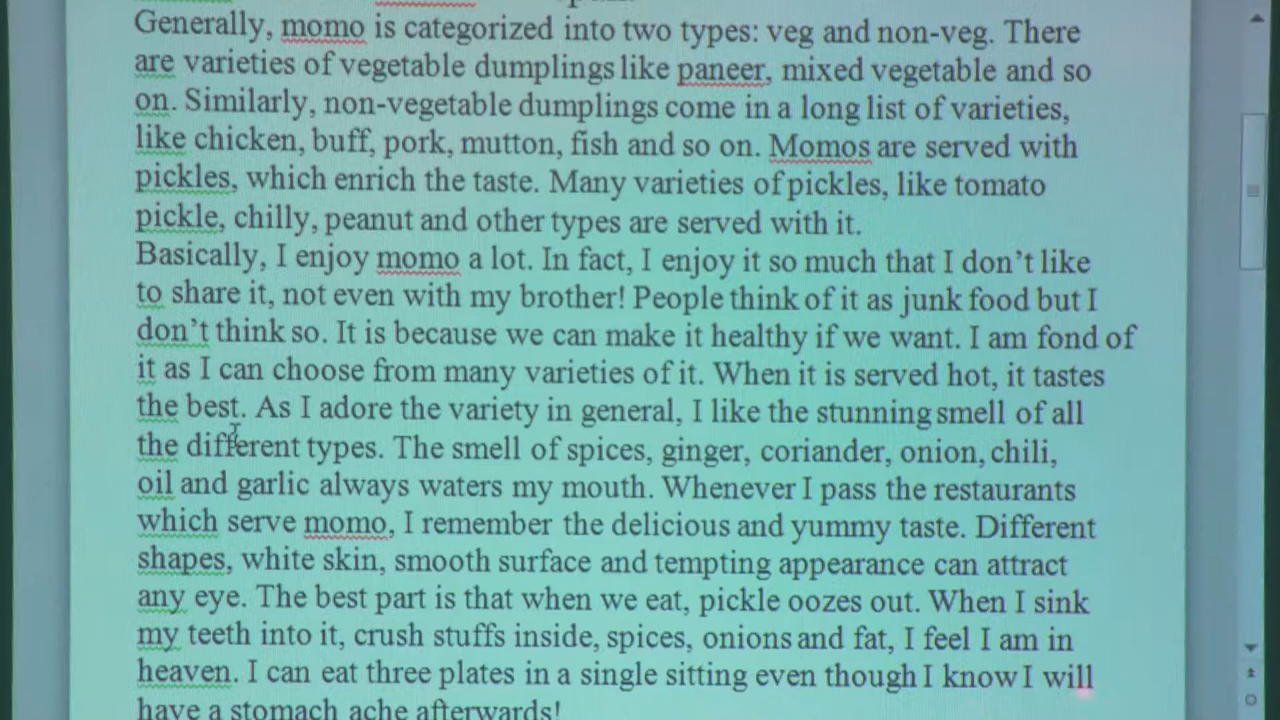 Generally, momo is categorized into two types: veg and non-veg. There
are varieties of vegetable dumplings like paneer, mixed vegetable and so
on. Similarly, non-vegetable dumplings come in a long list of varieties,
like chicken, buff, pork, mutton, fish and so on. Momos are served with
pickles, which enrich the taste. Many varieties of pickles, like tomato
pickle, chilly, peanut and other types are served with it.
Basically, I enjoy momo a lot. In fact, I enjoy it so much that I don’t like
to share it, not even with my brother! People think of it as junk food but I
don’t think so. It is because we can make it healthy if we want. I am fond of
it as I can choose from many varieties of it. When it is served hot, it tastes
the best. As I adore the variety in general, I like the stunning smell of all
the different types. The smell of spices, ginger, coriander, onion, chili,
oil and garlic always waters my mouth. Whenever I pass the restaurants
which serve momo, I remember the delicious and yummy taste. Different
shapes, white skin, smooth surface and tempting appearance can attract
any eye. The best part is that when we eat, pickle oozes out. When I sink
my teeth into it, crush stuffs inside, spices, onions and fat, I feel I am in
heaven. I can eat three plates in a single sitting even though I know I will
have a stomach ache afterwards!